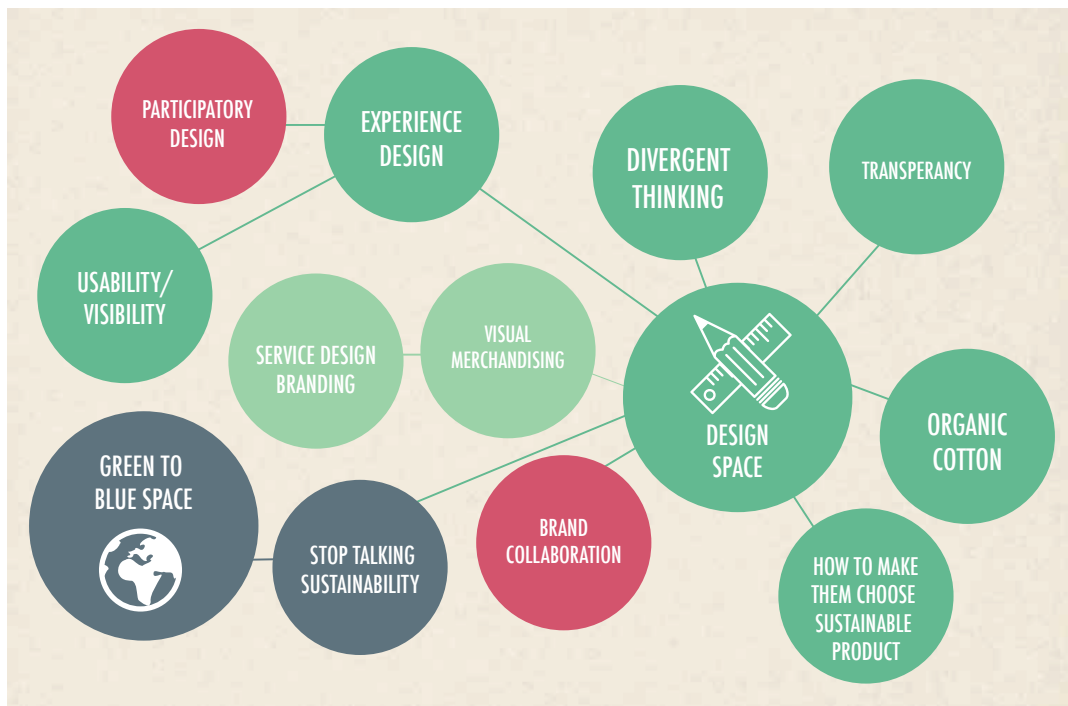 PARTICIPATORY
DESIGN
EXPERIENCE
DESIGN
DIVERGENT
THINKING
TRANSPERANCY
USABILITY/
VISIBILITY
SERVICE DESIGN
BRANDING
VISUAL
MERCHANDISING
DESIGN
SPACE
ORGANIC
COTTON
GREEN TO
BLUE SPACE
STOP TALKING
SUSTAINABILITY
BRAND
COLLABORATION
HOW TO MAKE
THEM CHOOSE
SUSTAINABLE
PRODUCT